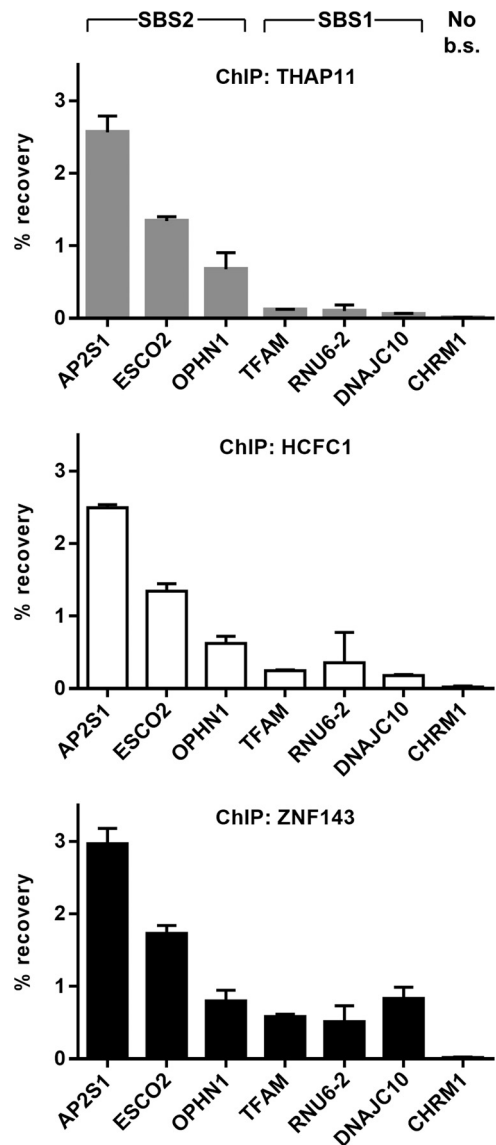 SBS2 SBS1 No
b.s.
ChIP: THAP11
% recovery
3
2
1
0
AP2S1 ESCO2 OPHN1 TFAM RNU6-2 DNAJC10 CHRM1
ChIP: HCFC1
% recovery
3
2
1
0
AP2S1 ESCO2 OPHN1 TFAM RNU6-2 DNAJC10 CHRM1
ChIP: ZNF143
% recovery
3
2
1
0
AP2S1 ESCO2 OPHN1 TFAM RNU6-2 DNAJC10 CHRM1